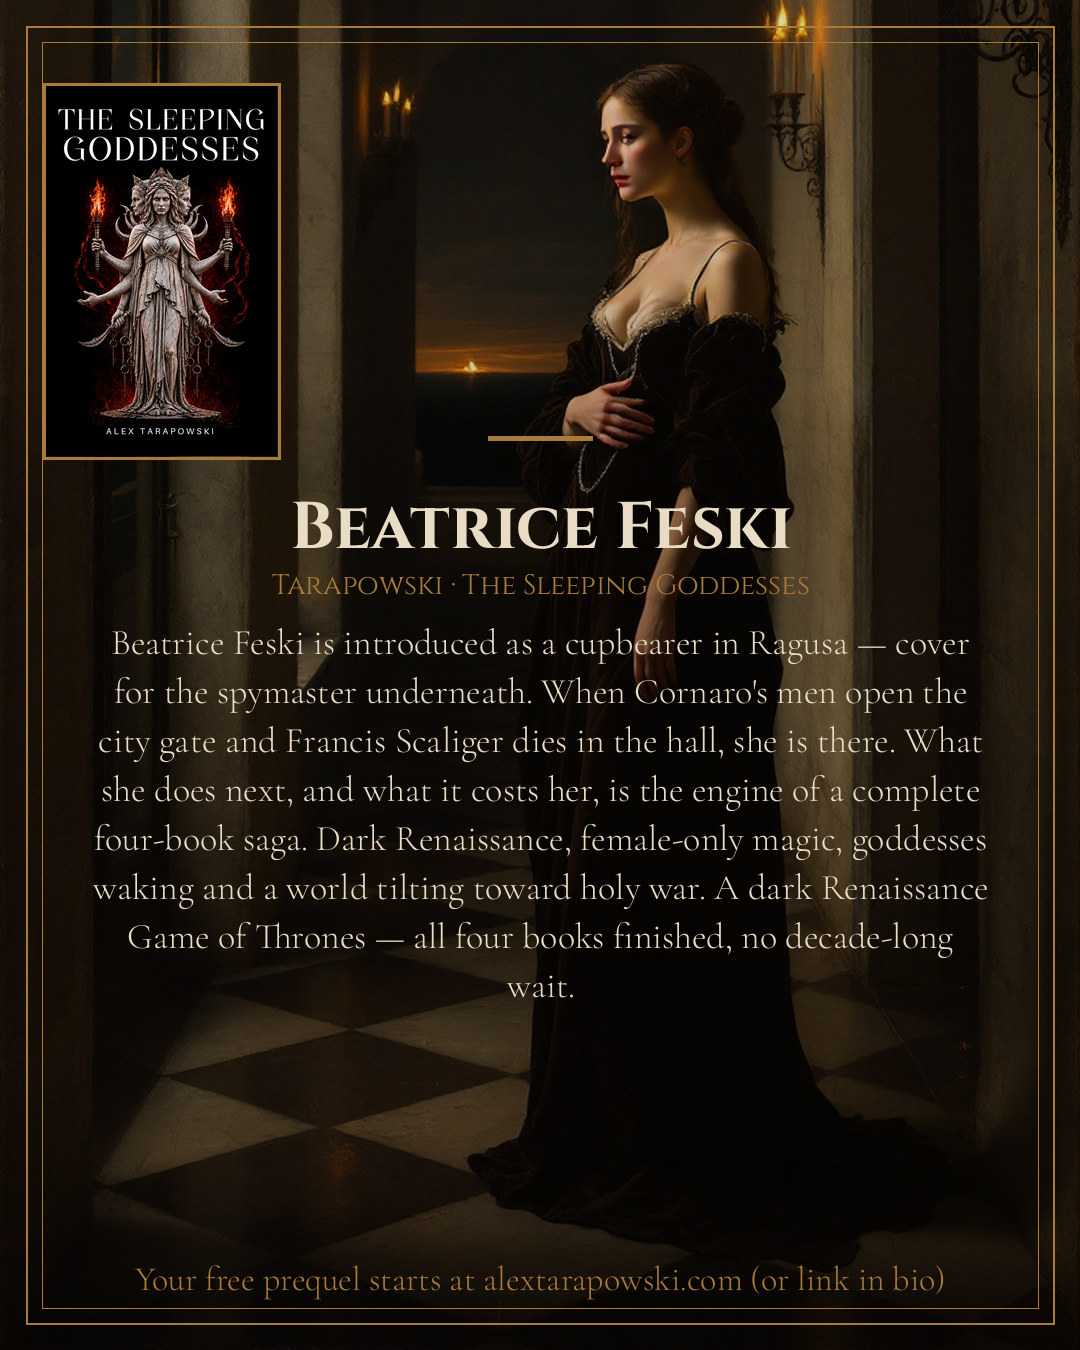 THE SLEEPING
GODDESSES
ALEX TARAPOWSKI
Beatrice Feski
Tarapowski · The Sleeping Goddesses
Beatrice Feski is introduced as a cupbearer in Ragusa — cover
for the spymaster underneath. When Cornaro's men open the
city gate and Francis Scaliger dies in the hall, she is there. What
she does next, and what it costs her, is the engine of a complete
four-book saga. Dark Renaissance, female-only magic, goddesses
waking and a world tilting toward holy war. A dark Renaissance
Game of Thrones — all four books finished, no decade-long
wait.
Your free prequel starts at alextarapowski.com (or link in bio)